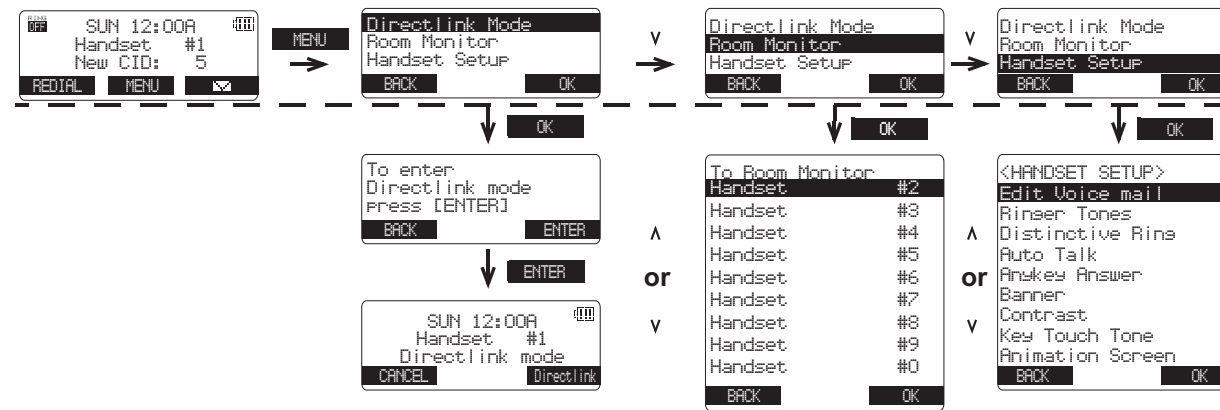 RING
OFF
SUN 12:00A
Handset #1
New CID: 5
REDIAL MENU
MENU
Directlink Mode
Room Monitor
Handset Setup
BACK OK
∨
Directlink Mode
Room Monitor
Handset Setup
BACK OK
∨
Directlink Mode
Room Monitor
Handset Setup
BACK OK
OK
To enter
Directlink mode
press [ENTER]
BACK ENTER
ENTER
SUN 12:00A
Handset #1
Directlink mode
CANCEL Directlink
∧
or
∨
OK
To Room Monitor
Handset #2
Handset #3
Handset #4
Handset #5
Handset #6
Handset #7
Handset #8
Handset #9
Handset #0
BACK OK
∧
or
∨
OK
<HANDSET SETUP>
Edit Voice mail
Ringer Tones
Distinctive Ring
Auto Talk
Anykey Answer
Banner
Contrast
Key Touch Tone
Animation Screen
BACK OK